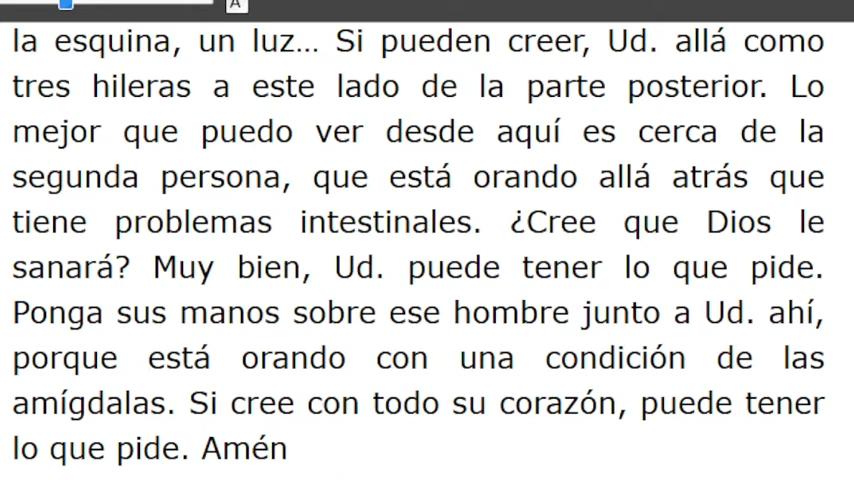 A
la esquina, un luz... Si pueden creer, Ud. allá como
tres hileras a este lado de la parte posterior. Lo
mejor que puedo ver desde aquí es cerca de la
segunda persona, que está orando allá atrás que
tiene problemas intestinales. ¿Cree que Dios le
sanará? Muy bien, Ud. puede tener lo que pide.
Ponga sus manos sobre ese hombre junto a Ud. ahí,
porque está orando con una condición de las
amígdalas. Si cree con todo su corazón, puede tener
lo que pide. Amén